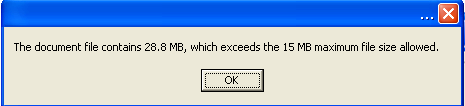 ...
The document file contains 28.8 MB, which exceeds the 15 MB maximum file size allowed.
OK